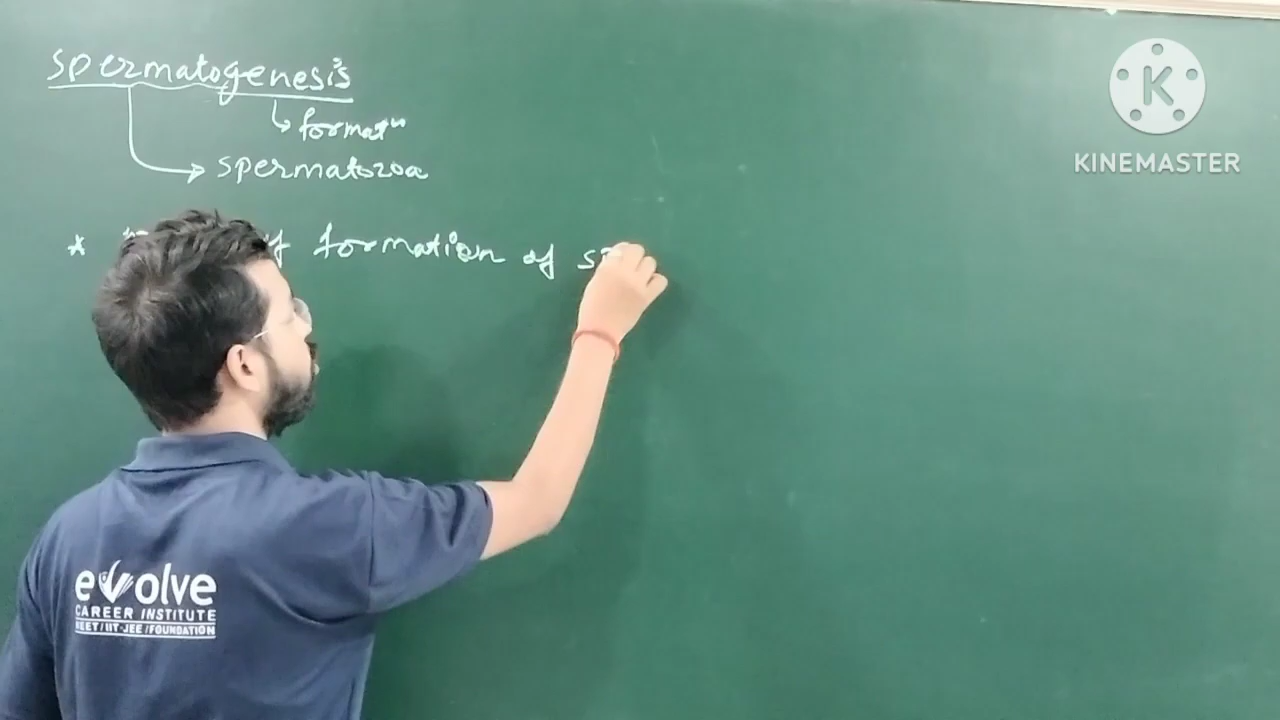 spermatogenesis
formatⁿ
spermatozoa
* formation of
KINEMASTER
evolve
CAREER INSTITUTE
NEET/IIT-JEE/FOUNDATION